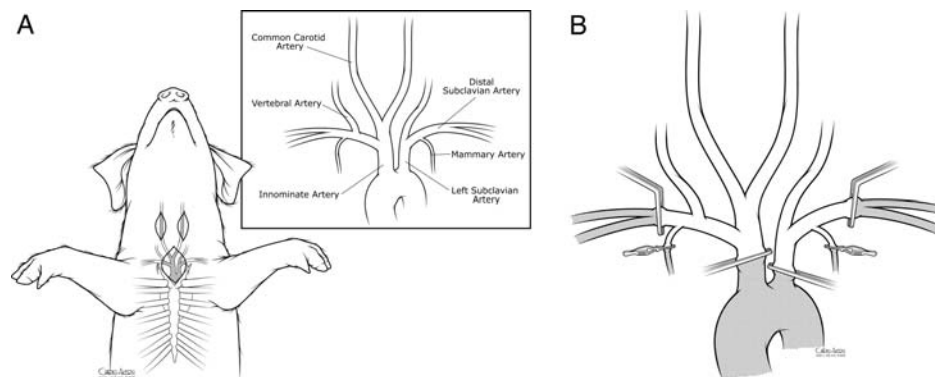 A
Common Carotid
Artery
Vertebral Artery
Distal
Subclavian Artery
Mammary Artery
Innominate Artery
Left Subclavian
Artery
B